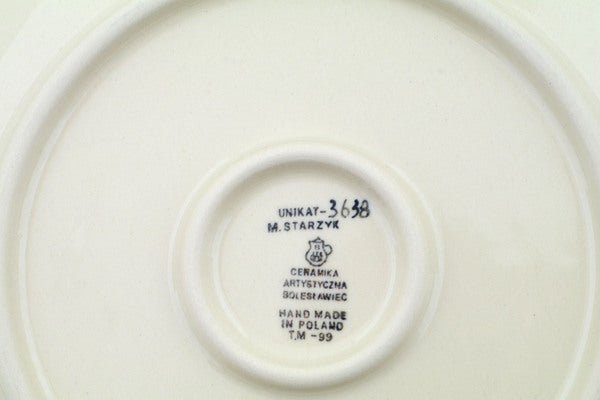 UNIKAT-3638
M. STARZYK
CERAMIKA
ARTYSTYCZNA
BOLESŁAWIEC
HAND MADE
IN POLAND
T.M -99